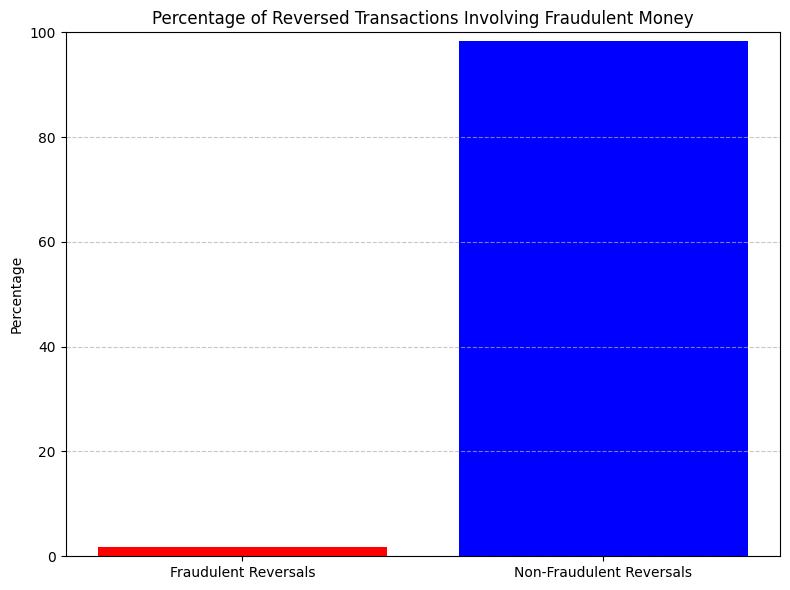 Percentage of Reversed Transactions Involving Fraudulent Money
100
80
60
40
20
0
Percentage
Fraudulent Reversals
Non-Fraudulent Reversals